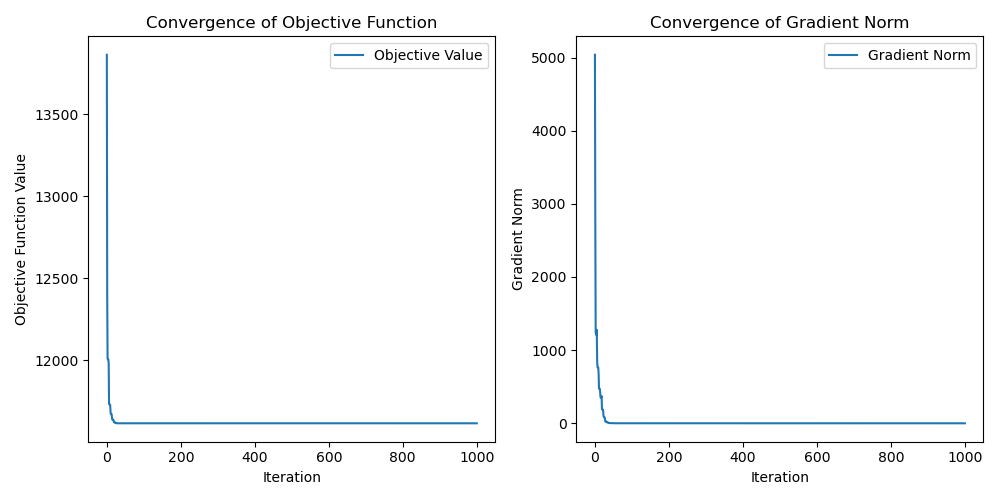 Convergence of Objective Function
Objective Value
13500
13000
12500
12000
Objective Function Value
0 200 400 600 800 1000
Iteration
Convergence of Gradient Norm
Gradient Norm
5000
4000
3000
2000
1000
0
Gradient Norm
0 200 400 600 800 1000
Iteration